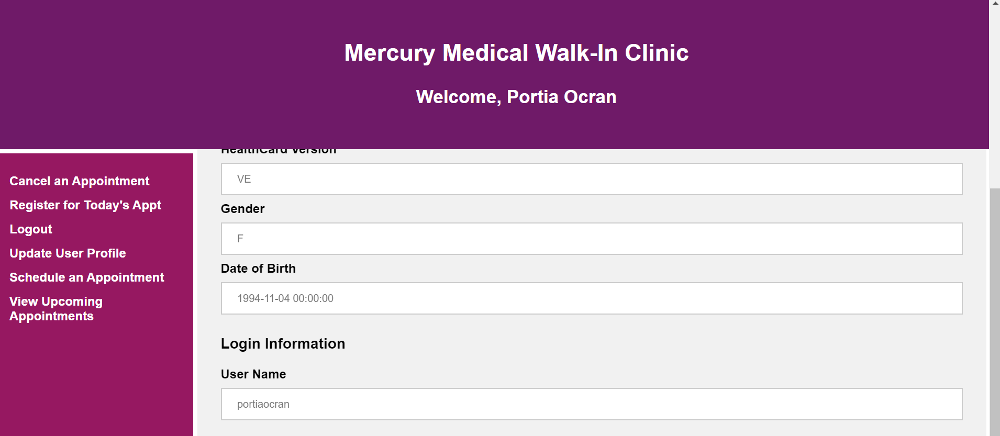 Mercury Medical Walk-In Clinic
Welcome, Portia Ocran
Cancel an Appointment
Register for Today's Appt
Logout
Update User Profile
Schedule an Appointment
View Upcoming
Appointments
HealthCard Version
VE
Gender
F
Date of Birth
1994-11-04 00:00:00
Login Information
User Name
portiaocran